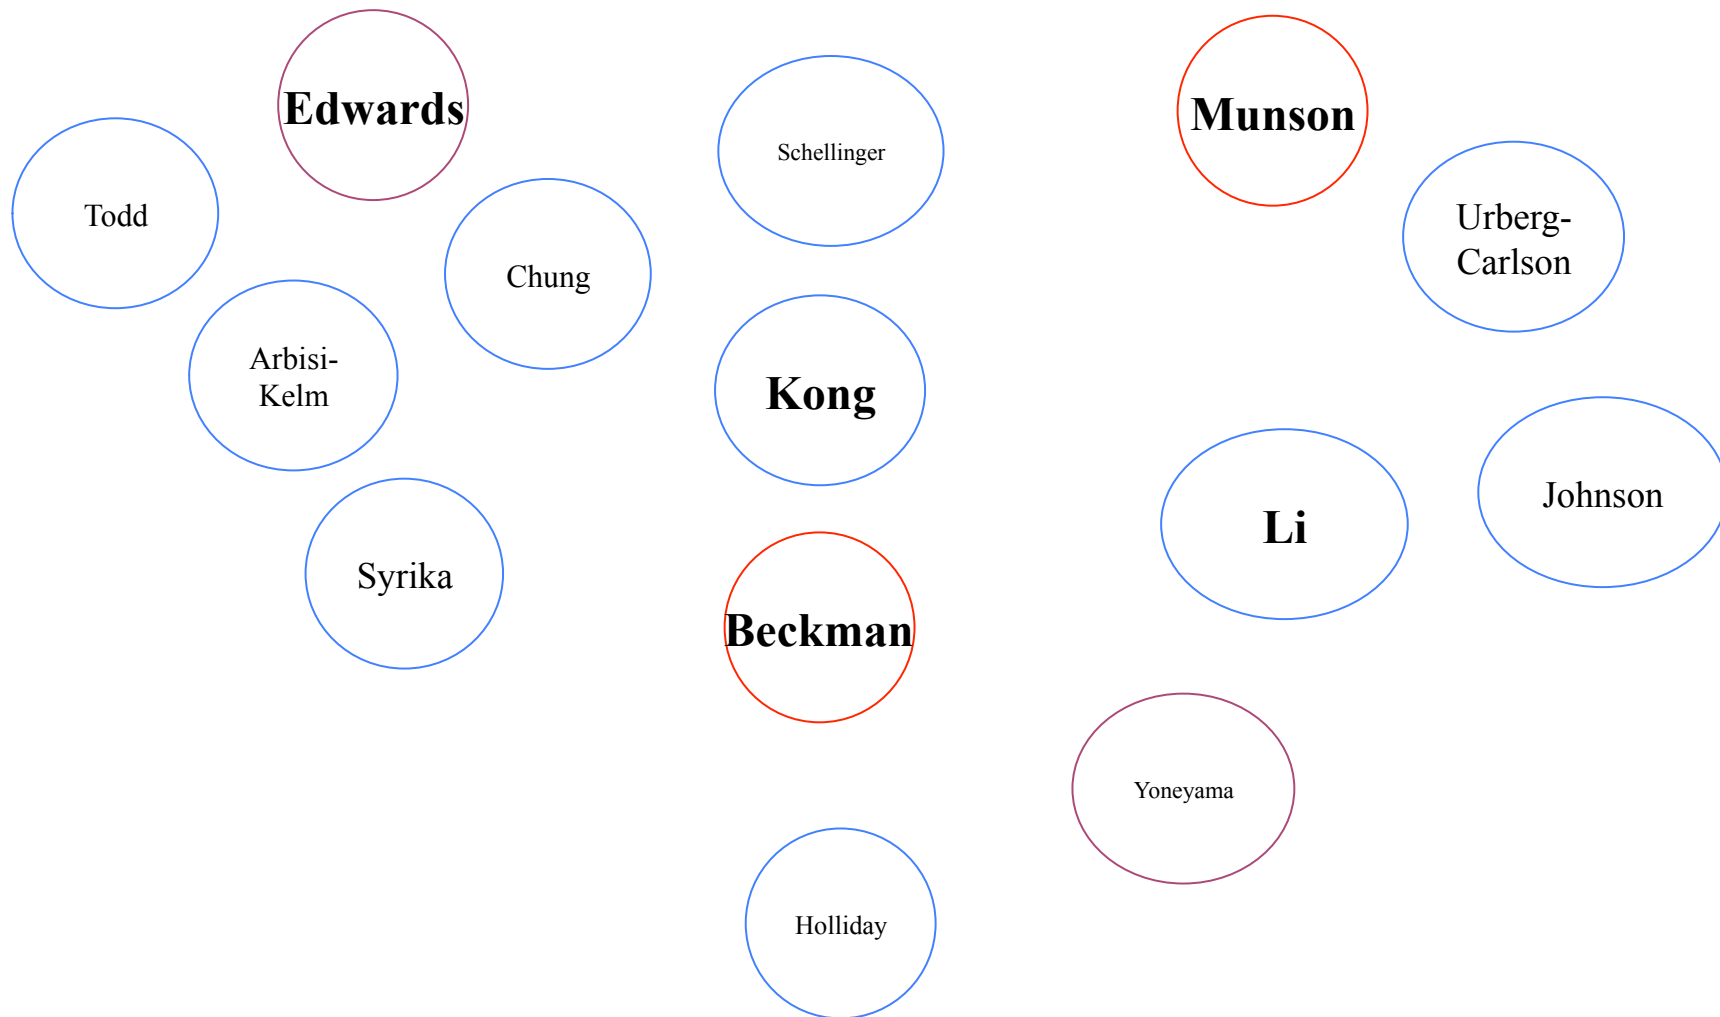 Edwards
Munson
Schellinger
Todd
Urberg-
Carlson
Chung
Arbisi-
Kelm
Kong
Johnson
Li
Syrika
Beckman
Yoneyama
Holliday